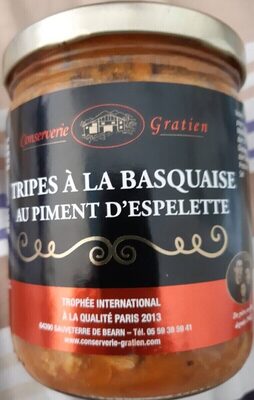 Conserverie Gratien
TRIPES À LA BASQUAISE
AU PIMENT D'ESPELETTE
TROPHÉE INTERNATIONAL
À LA QUALITÉ PARIS 2013
64390 SAUVETERRE DE BEARN – Tél. 05 59 38 59 41
www.conserverie-gratien.com